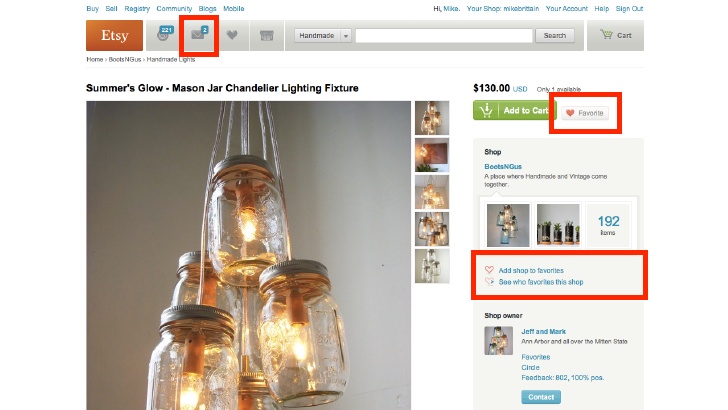 Buy Sell Registry Community Blogs Mobile
Hi, Mike. Your Shop: mikebrittain Your Account Help Sign Out
Etsy
221
2
Handmade
Search
Cart
Home › BootsNGus › Handmade Lights
Summer's Glow - Mason Jar Chandelier Lighting Fixture
$130.00 USD Only 1 available
Add to Cart
Favorite
Shop
BootsNGus
A place where Handmade and Vintage come
together.
192
items
Add shop to favorites
See who favorites this shop
Shop owner
Jeff and Mark
Ann Arbor and all over the Mitten State
Favorites
Circle
Feedback: 802, 100% pos.
Contact